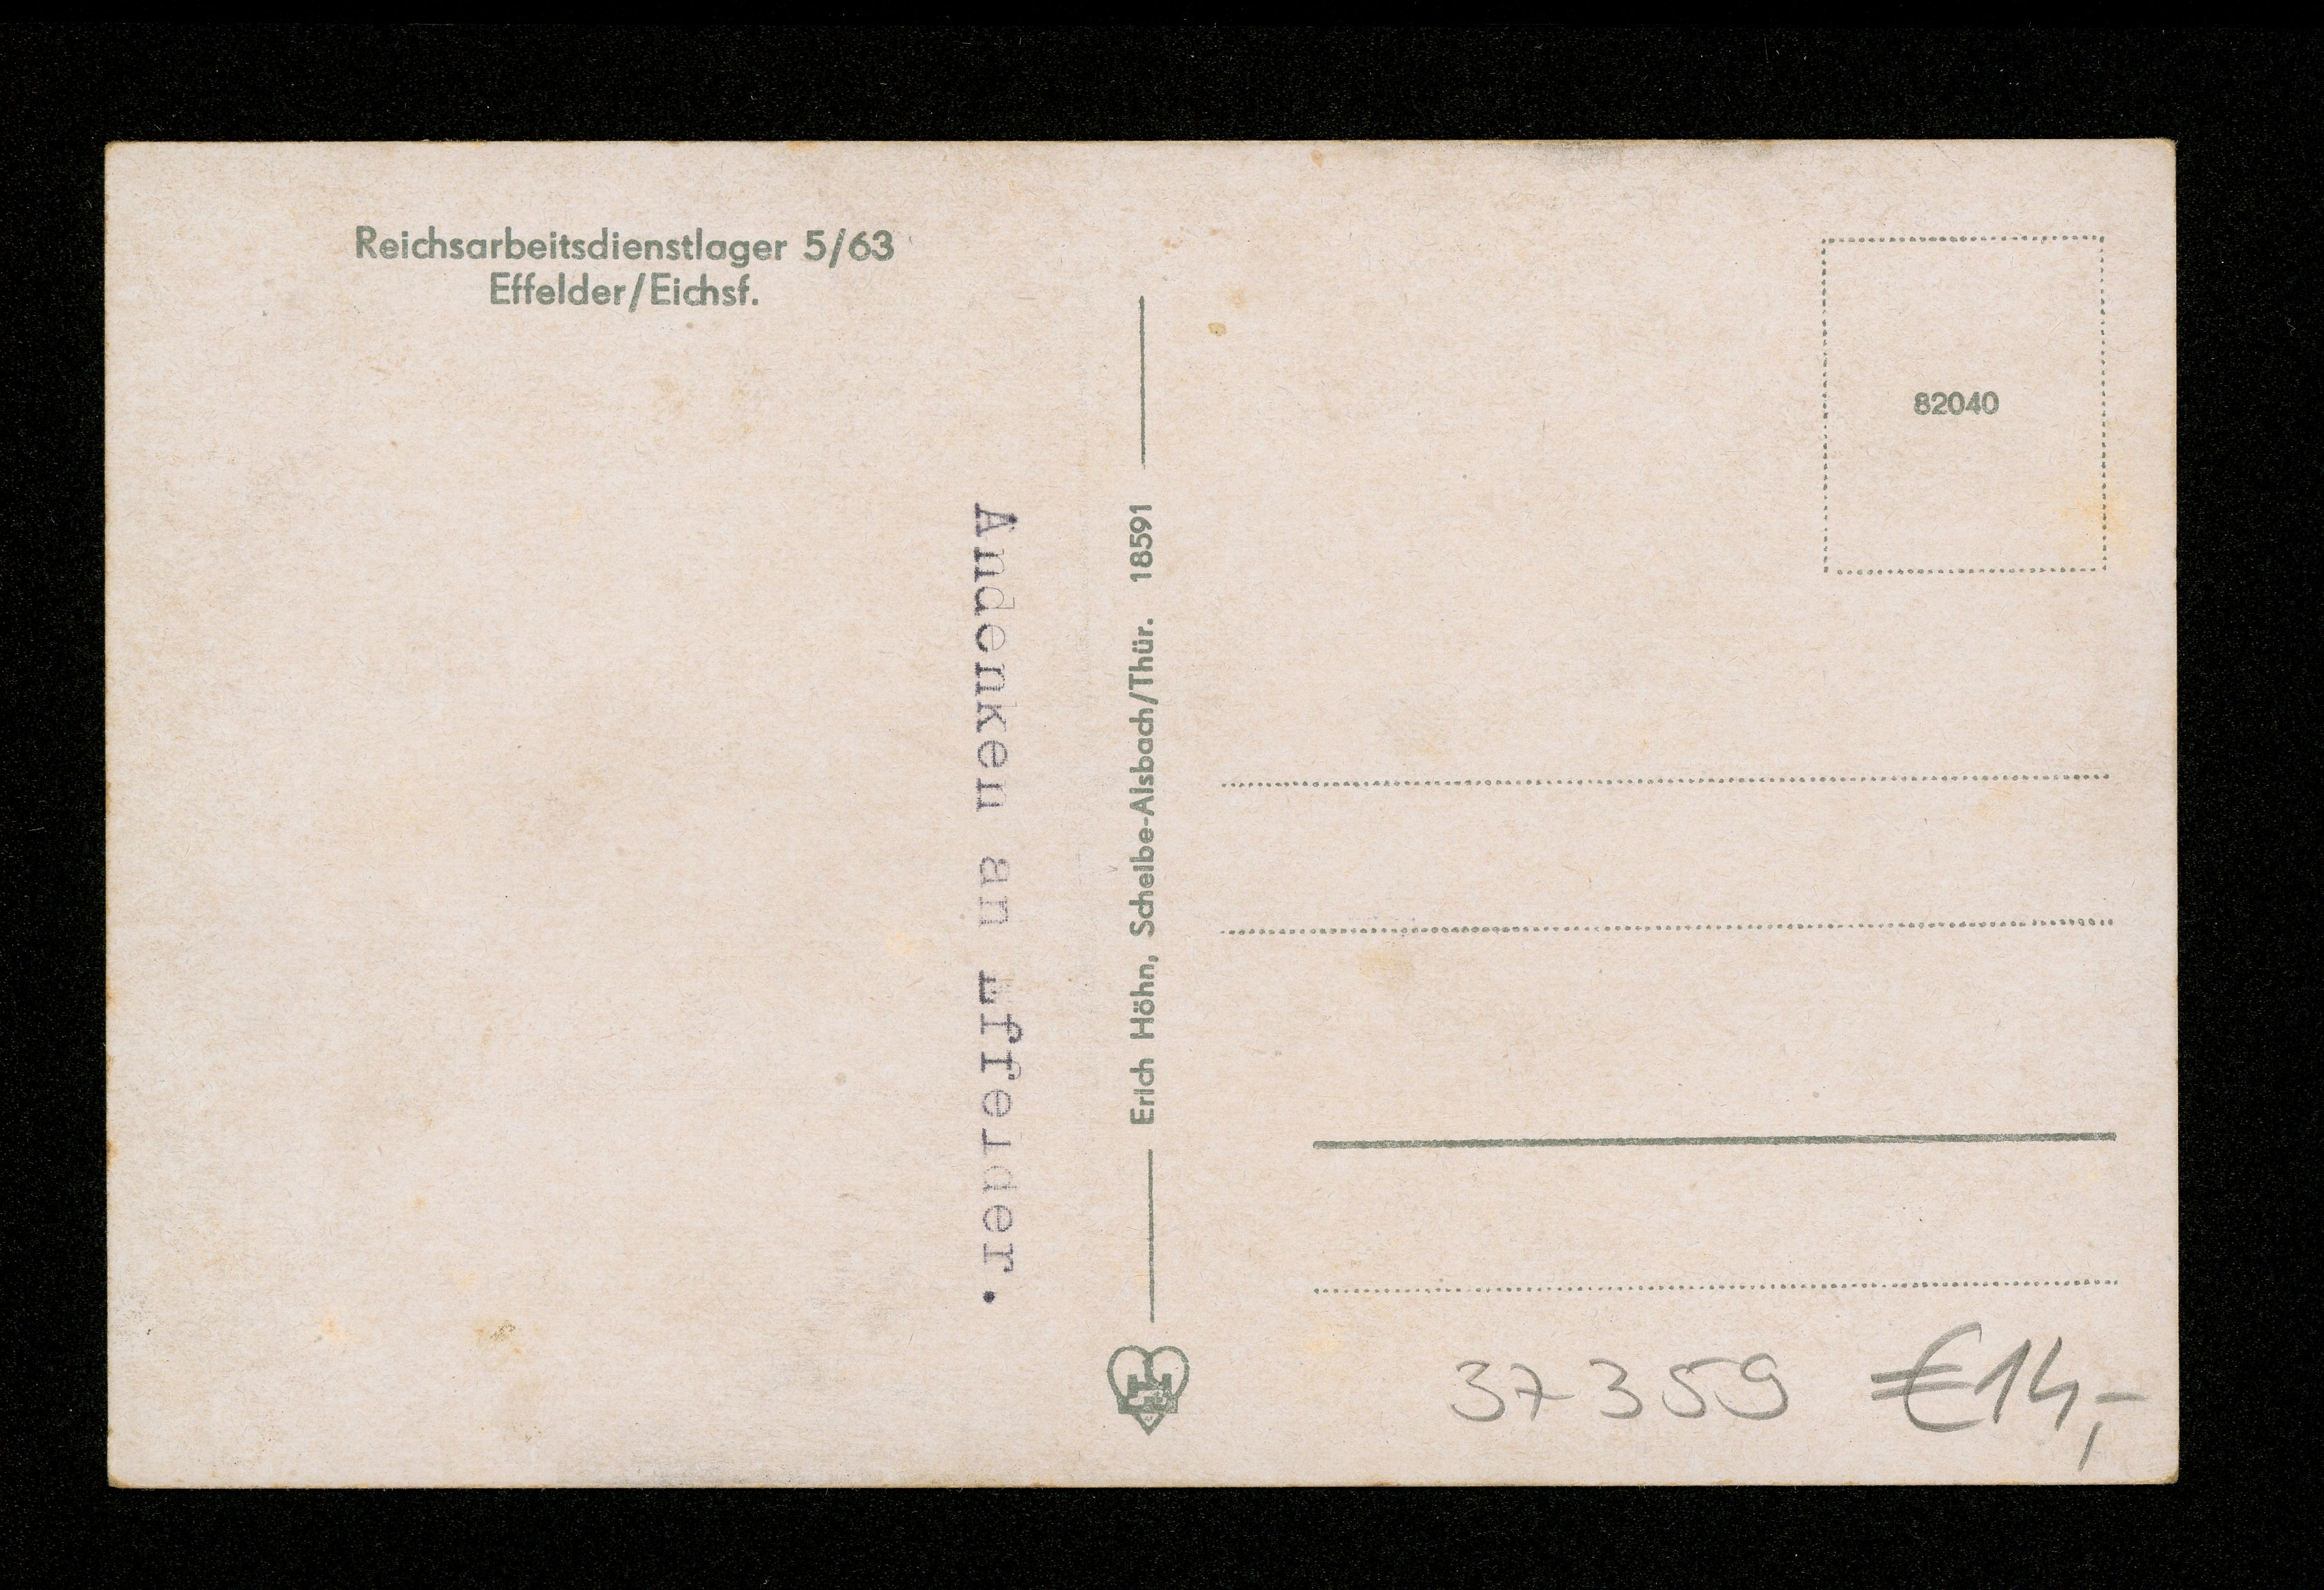 Reichsarbeitsdienstlager 5/63
Effelder/Eichsf.
Andenken an Effelder.
Erich Höhn, Scheibe-Alsbach/Thür. 18591
82040
37359 €14,-